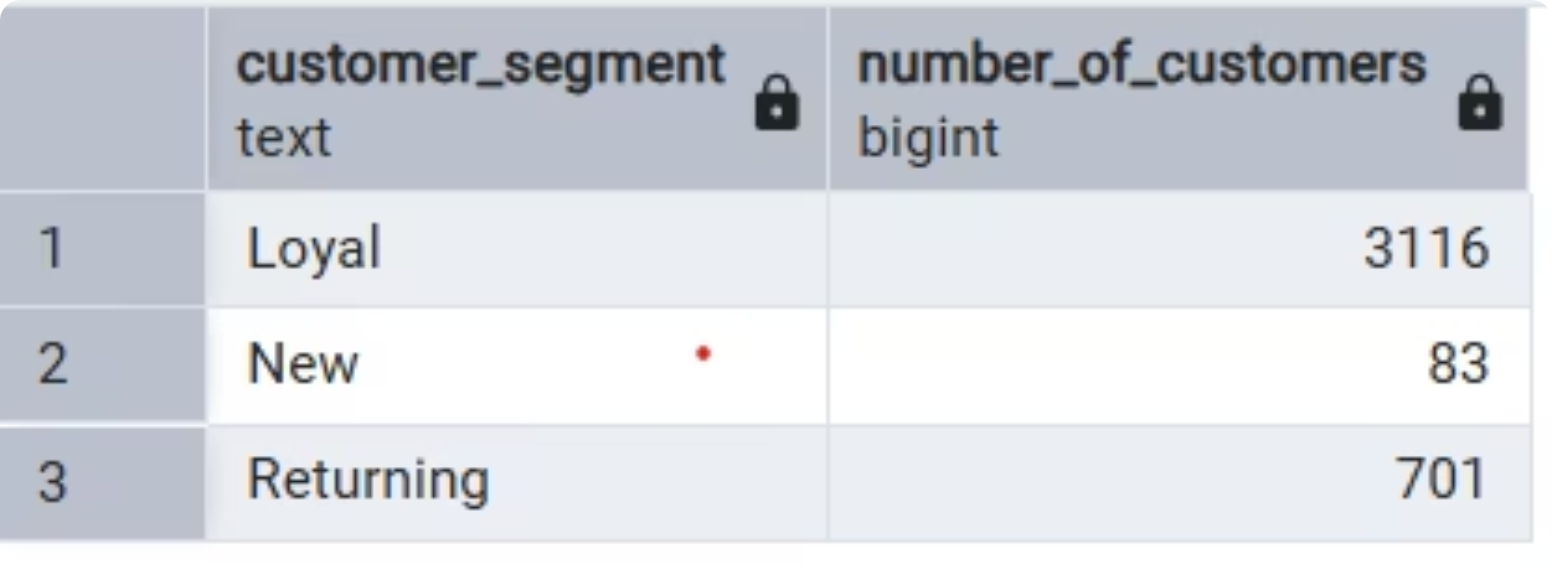 customer_segment number_of_customers
text bigint
1 Loyal 3116
2 New 83
3 Returning 701